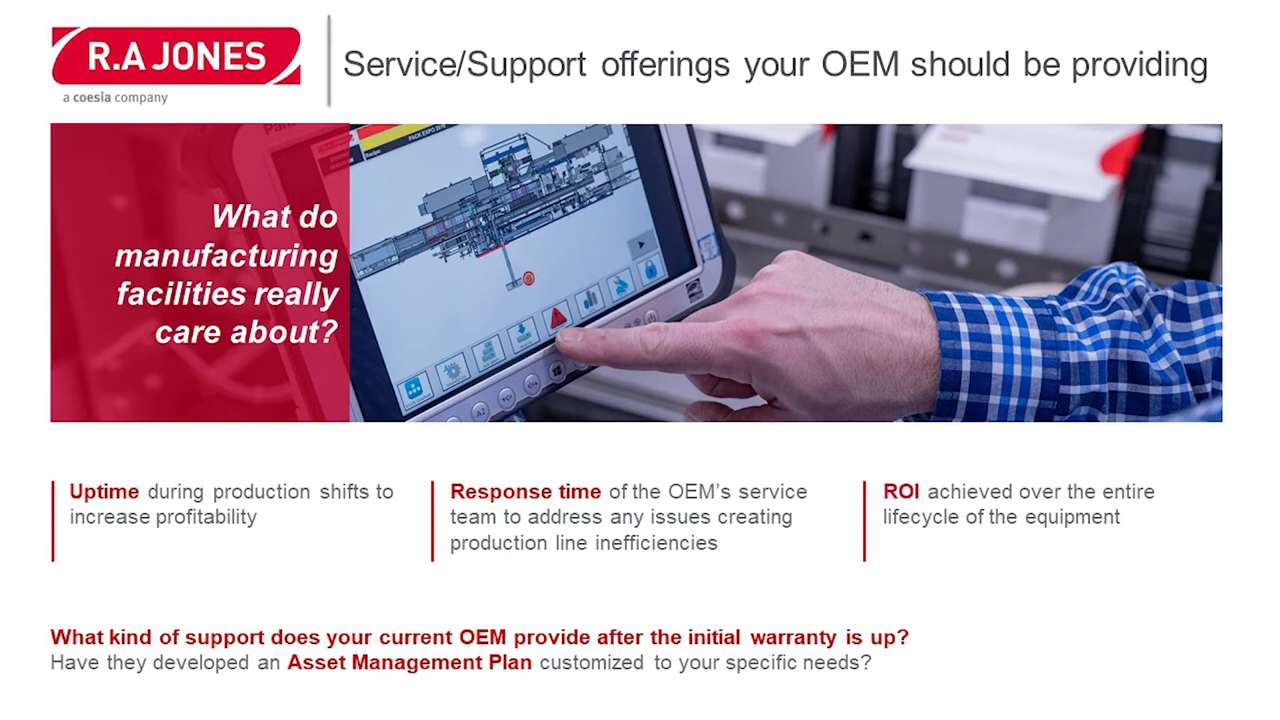 R.A JONES
a coesia company
Service/Support offerings your OEM should be providing
What do
manufacturing
facilities really
care about?
PACK EXPO 2018
A2
Uptime during production shifts to
increase profitability
Response time of the OEM's service
team to address any issues creating
production line inefficiencies
ROI achieved over the entire
lifecycle of the equipment
What kind of support does your current OEM provide after the initial warranty is up?
Have they developed an Asset Management Plan customized to your specific needs?